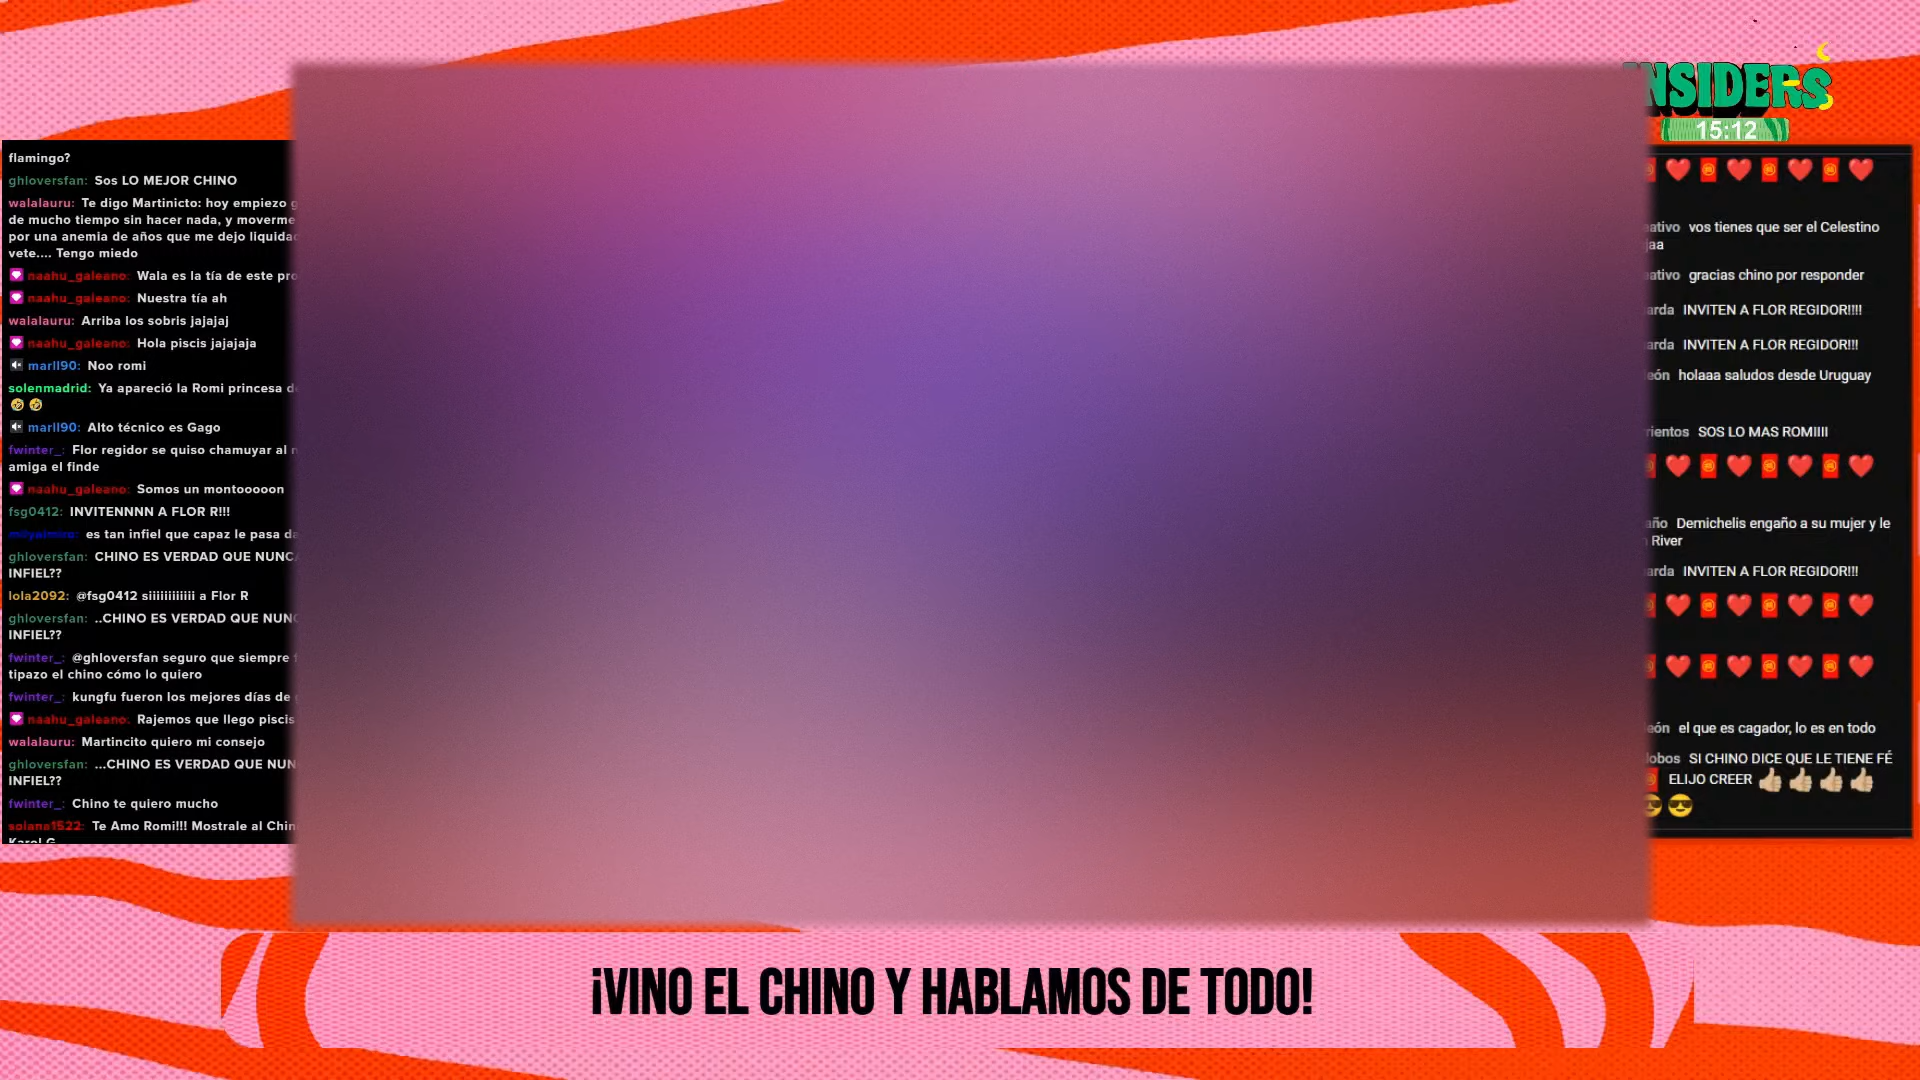 INSIDERS
15:12
flamingo?
ghloversfan: Sos LO MEJOR CHINO
walalauru: Te digo Martinicto: hoy empiezo
de mucho tiempo sin hacer nada, y moverme
por una anemia de años que me dejo
vete.... Tengo miedo
naahu_galeano: Wala es la tía de este
naahu_galeano: Nuestra tía ah
walalauru: Arriba los sobris jajajaj
naahu_galeano: Hola piscis jajajaja
marll90: Noo romi
solenmadrid: Ya apareció la Romi princesa
marll90: Alto técnico es Gago
fwinter_: Flor regidor se quiso chamuyar al
amiga el finde
naahu_galeano: Somos un montooooon
fsg0412: INVITENNNN A FLOR R!!!
es tan infiel que capaz le pasa
ghloversfan: CHINO ES VERDAD QUE NUNCA
INFIEL??
lola2092: @fsg0412 siiiiiiiiiiii a Flor R
ghloversfan: ..CHINO ES VERDAD QUE
INFIEL??
fwinter_: @ghloversfan seguro que siempre
tipazo el chino cómo lo quiero
fwinter_: kungfu fueron los mejores días de
naahu_galeano: Rajemos que llego piscis
walalauru: Martincito quiero mi consejo
ghloversfan: ...CHINO ES VERDAD QUE
INFIEL??
fwinter_: Chino te quiero mucho
solana1522: Te Amo Romi!!! Mostrale al
Karol G
vos tienes que ser el Celestino
gracias chino por responder
INVITEN A FLOR REGIDOR!!!!
INVITEN A FLOR REGIDOR!!!
holaaa saludos desde Uruguay
SOS LO MAS ROMIIII
Demichelis engaño a su mujer y le
River
INVITEN A FLOR REGIDOR!!!
el que es cagador, lo es en todo
SI CHINO DICE QUE LE TIENE FÉ
ELIJO CREER
¡VINO EL CHINO Y HABLAMOS DE TODO!